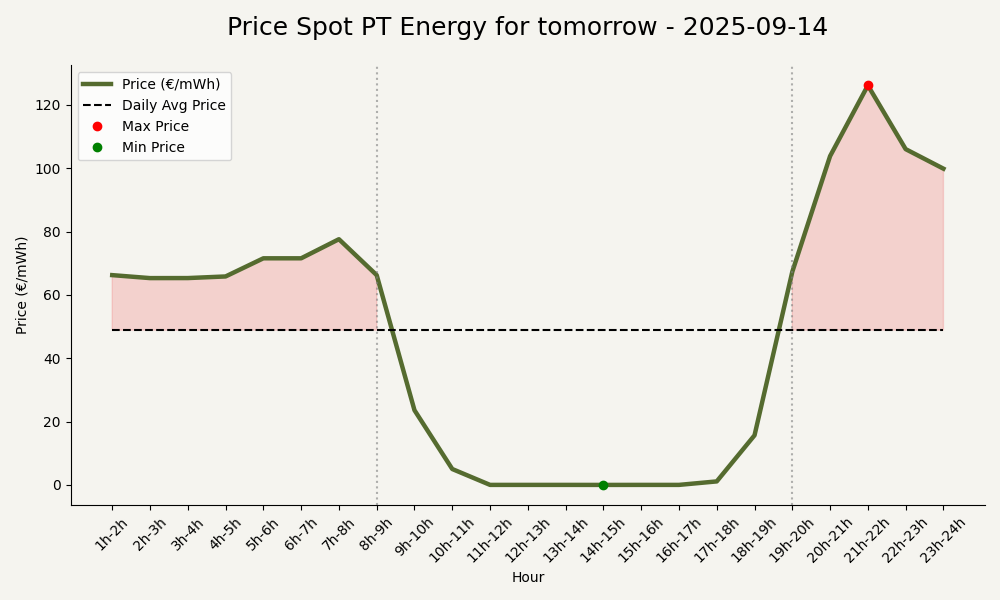 Price Spot PT Energy for tomorrow - 2025-09-14
Price (€/mWh)
Daily Avg Price
Max Price
Min Price
Price (€/mWh)
120
100
80
60
40
20
0
1h-2h
2h-3h
3h-4h
4h-5h
5h-6h
6h-7h
7h-8h
8h-9h
9h-10h
10h-11h
11h-12h
12h-13h
13h-14h
14h-15h
15h-16h
16h-17h
17h-18h
18h-19h
19h-20h
20h-21h
21h-22h
22h-23h
23h-24h
Hour